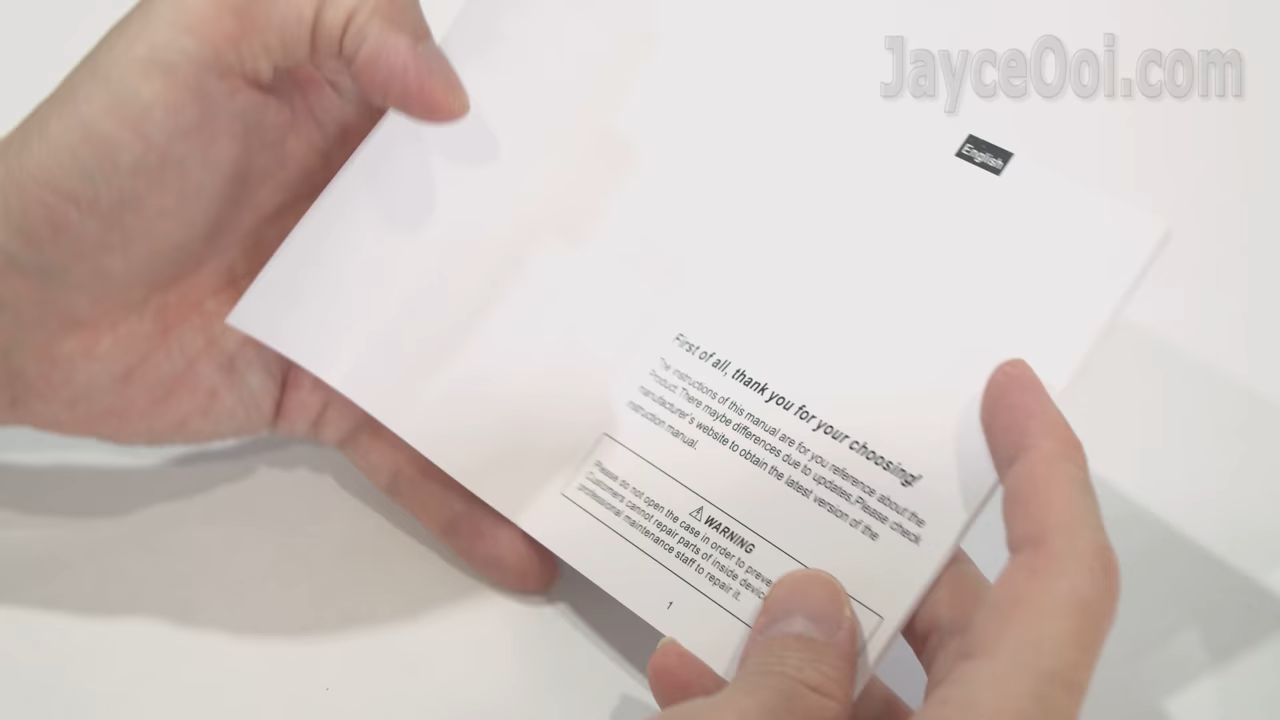 JayceOoi.com
English
First of all, thank you for your choosing!
The instructions of this manual are for you reference about the
Product.There maybe differences due to updates.Please check
manufacturer's website to obtain the latest version of the
instruction manual.
WARNING
*Please do not open the case in order to
Customers cannot repair parts of inside
professional maintenance staff to repair it.
1